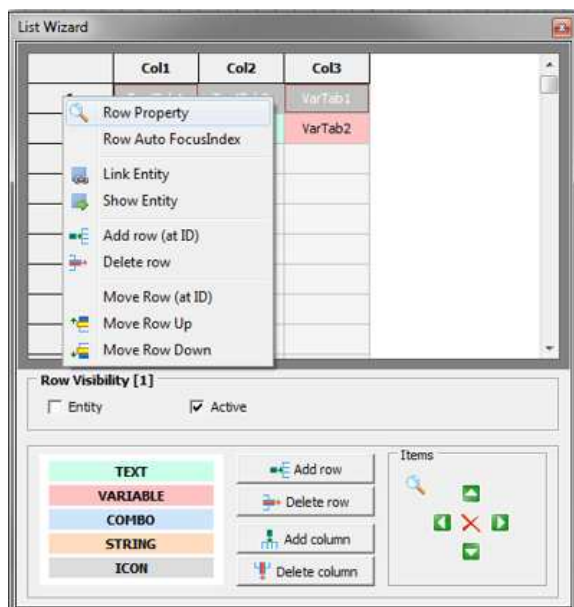 List Wizard
Col1 Col2 Col3
VarTab1
Row Property
Row Auto FocusIndex
VarTab2
Link Entity
Show Entity
Add row (at ID)
Delete row
Move Row (at ID)
Move Row Up
Move Row Down
Row Visibility [1]
Entity Active
Items
TEXT
VARIABLE
COMBO
STRING
ICON
Add row
Delete row
Add column
Delete column